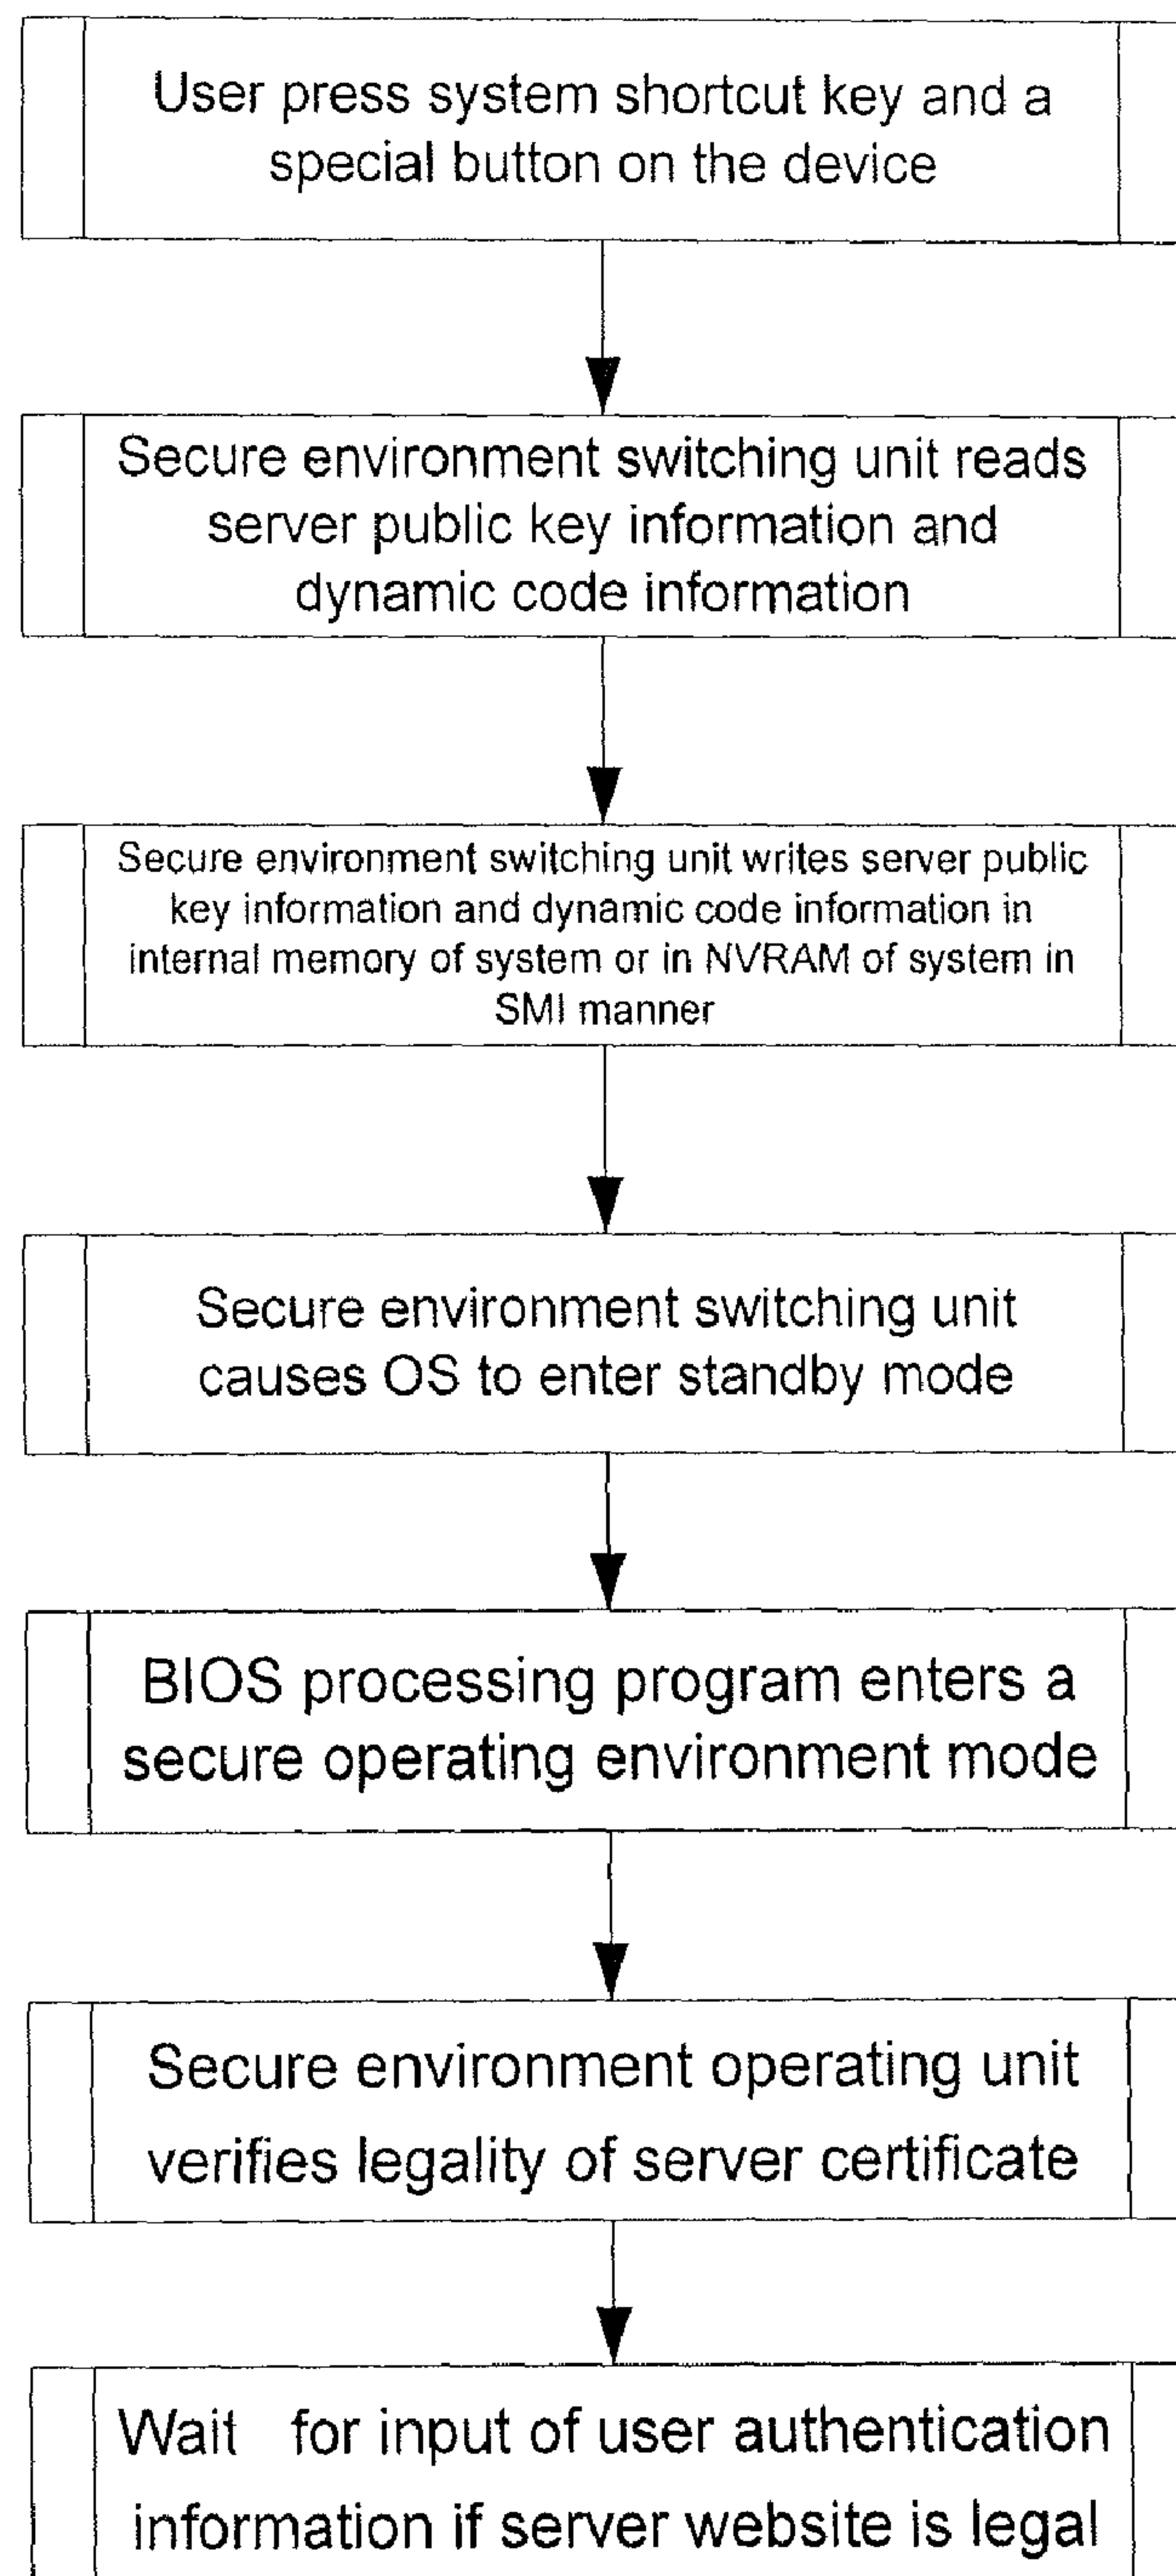 User press system shortcut key and a
special button on the device
Secure environment switching unit reads
server public key information and
dynamic code information
Secure environment switching unit writes server public
key information and dynamic code information in
internal memory of system or in NVRAM of system in
SMI manner
Secure environment switching unit
causes OS to enter standby mode
BIOS processing program enters a
secure operating environment mode
Secure environment operating unit
verifies legality of server certificate
Wait for input of user authentication
information if server website is legal